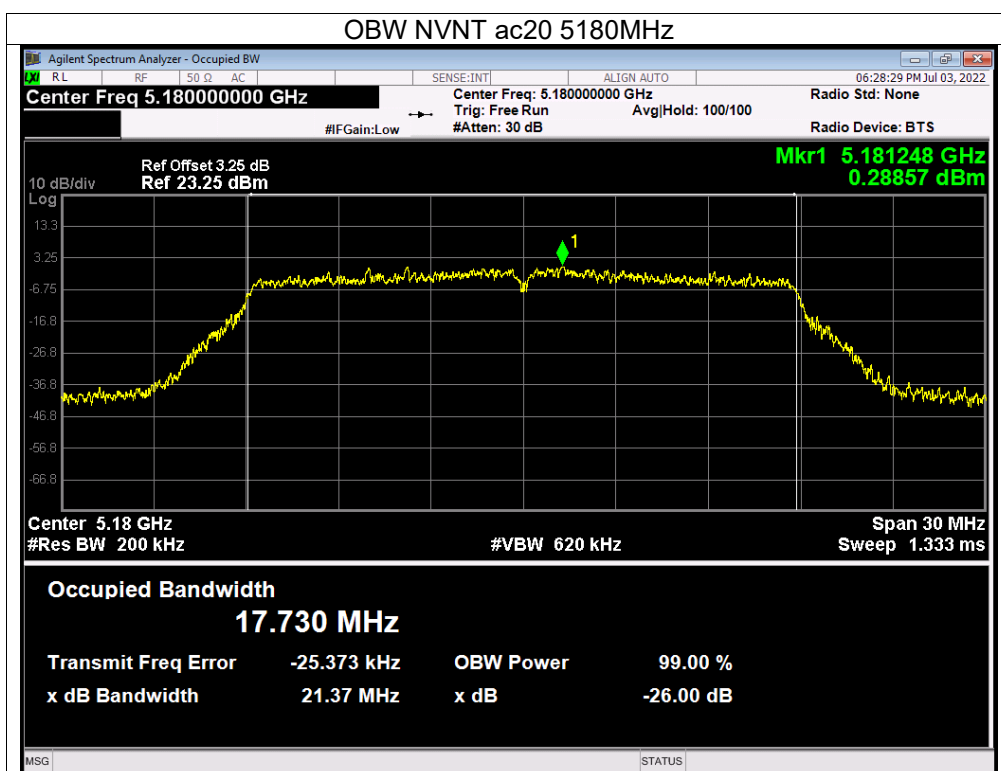 OBW NVNT ac20 5180MHz
Agilent Spectrum Analyzer - Occupied BW
LXI RL RF 50 Ω AC SENSE:INT ALIGN AUTO 06:28:29 PM Jul 03, 2022
Center Freq 5.180000000 GHz Center Freq: 5.180000000 GHz Radio Std: None
Trig: Free Run Avg|Hold: 100/100
#IFGain:Low #Atten: 30 dB Radio Device: BTS
Mkr1 5.181248 GHz
0.28857 dBm
Ref Offset 3.25 dB
10 dB/div Ref 23.25 dBm
Log
13.3
1
3.25
-6.75
-16.8
-26.8
-36.8
-46.8
-56.8
-66.8
Center 5.18 GHz Span 30 MHz
#Res BW 200 kHz #VBW 620 kHz Sweep 1.333 ms
Occupied Bandwidth
17.730 MHz
Transmit Freq Error -25.373 kHz OBW Power 99.00 %
x dB Bandwidth 21.37 MHz x dB -26.00 dB
MSG STATUS